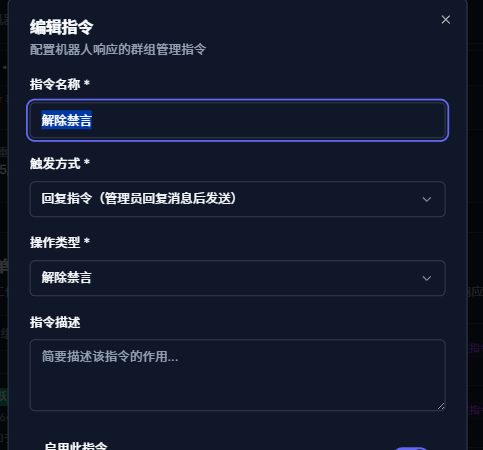 编辑指令
配置机器人响应的群组管理指令
指令名称 *
解除禁言
触发方式 *
回复指令（管理员回复消息后发送）
操作类型 *
解除禁言
指令描述
简要描述该指令的作用...
启用此指令